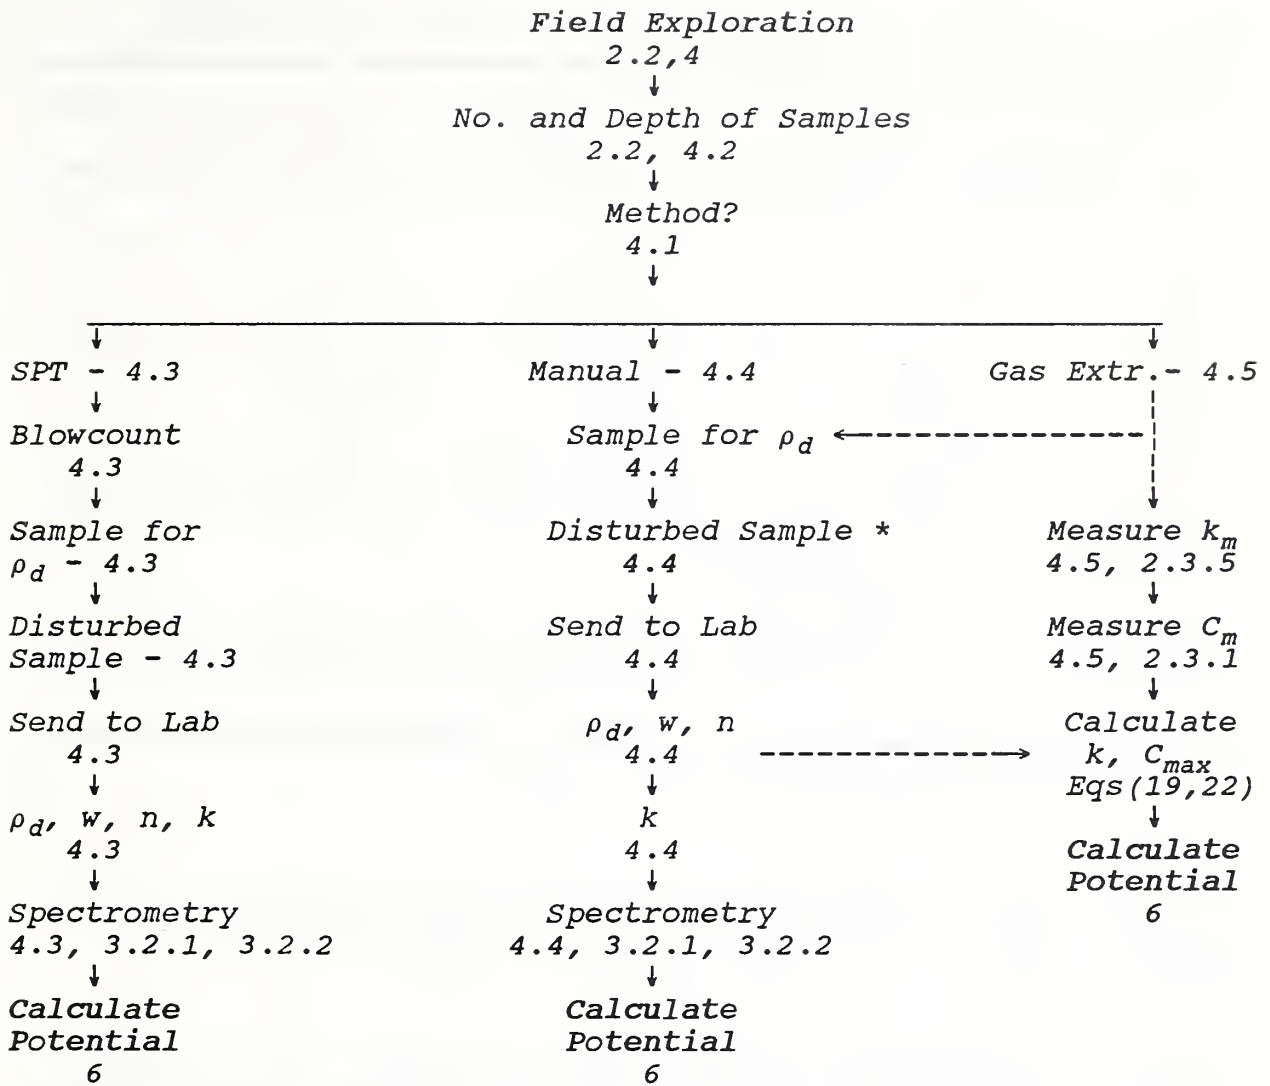 Field Exploration
2.2,4
No. and Depth of Samples
2.2, 4.2
Method?
4.1
SPT - 4.3
Blowcount
4.3
Sample for
ρd - 4.3
Disturbed
Sample - 4.3
Send to Lab
4.3
ρd, w, n, k
4.3
Spectrometry
4.3, 3.2.1, 3.2.2
Calculate
Potential
6
Manual - 4.4
Sample for ρd
4.4
Disturbed Sample *
4.4
Send to Lab
4.4
ρd, w, n
4.4
k
4.4
Spectrometry
4.4, 3.2.1, 3.2.2
Calculate
Potential
6
Gas Extr.- 4.5
Measure km
4.5, 2.3.5
Measure Cm
4.5, 2.3.1
Calculate
k, Cmax
Eqs(19,22)
Calculate
Potential
6